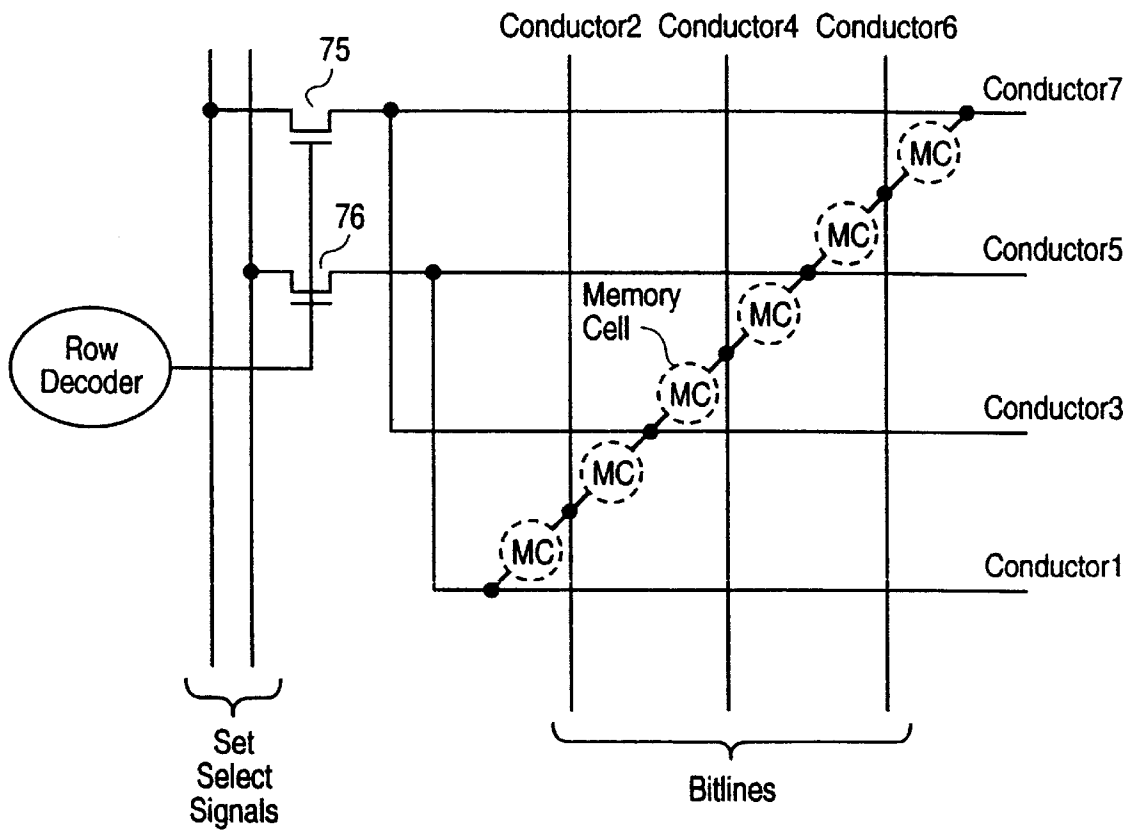 Conductor2 Conductor4 Conductor6
75
Conductor7
MC
76
MC
Conductor5
Memory
Cell
MC
Row
Decoder
MC
Conductor3
MC
MC
Conductor1
Set
Select
Signals
Bitlines